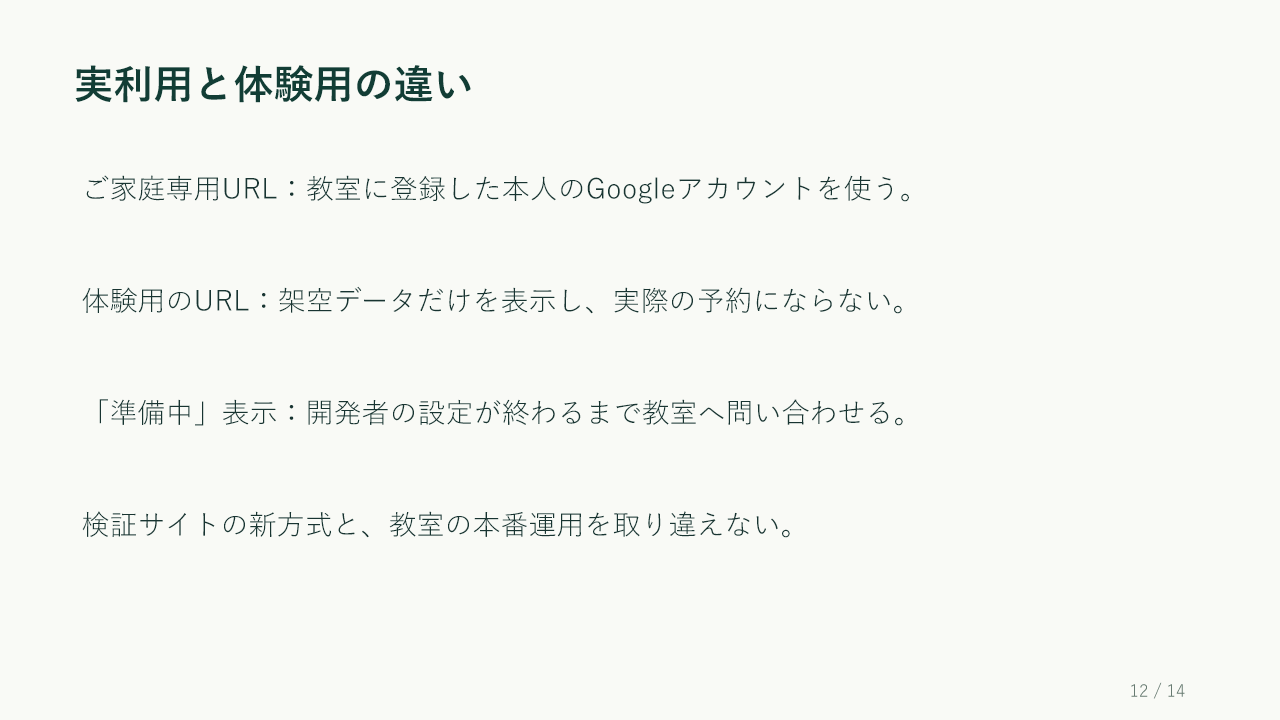 実利用と体験用の違い
ご家庭専用URL：教室に登録した本人のGoogleアカウントを使う。
体験用のURL：架空データだけを表示し、実際の予約にならない。
「準備中」表示：開発者の設定が終わるまで教室へ問い合わせる。
検証サイトの新方式と、教室の本番運用を取り違えない。
12 / 14